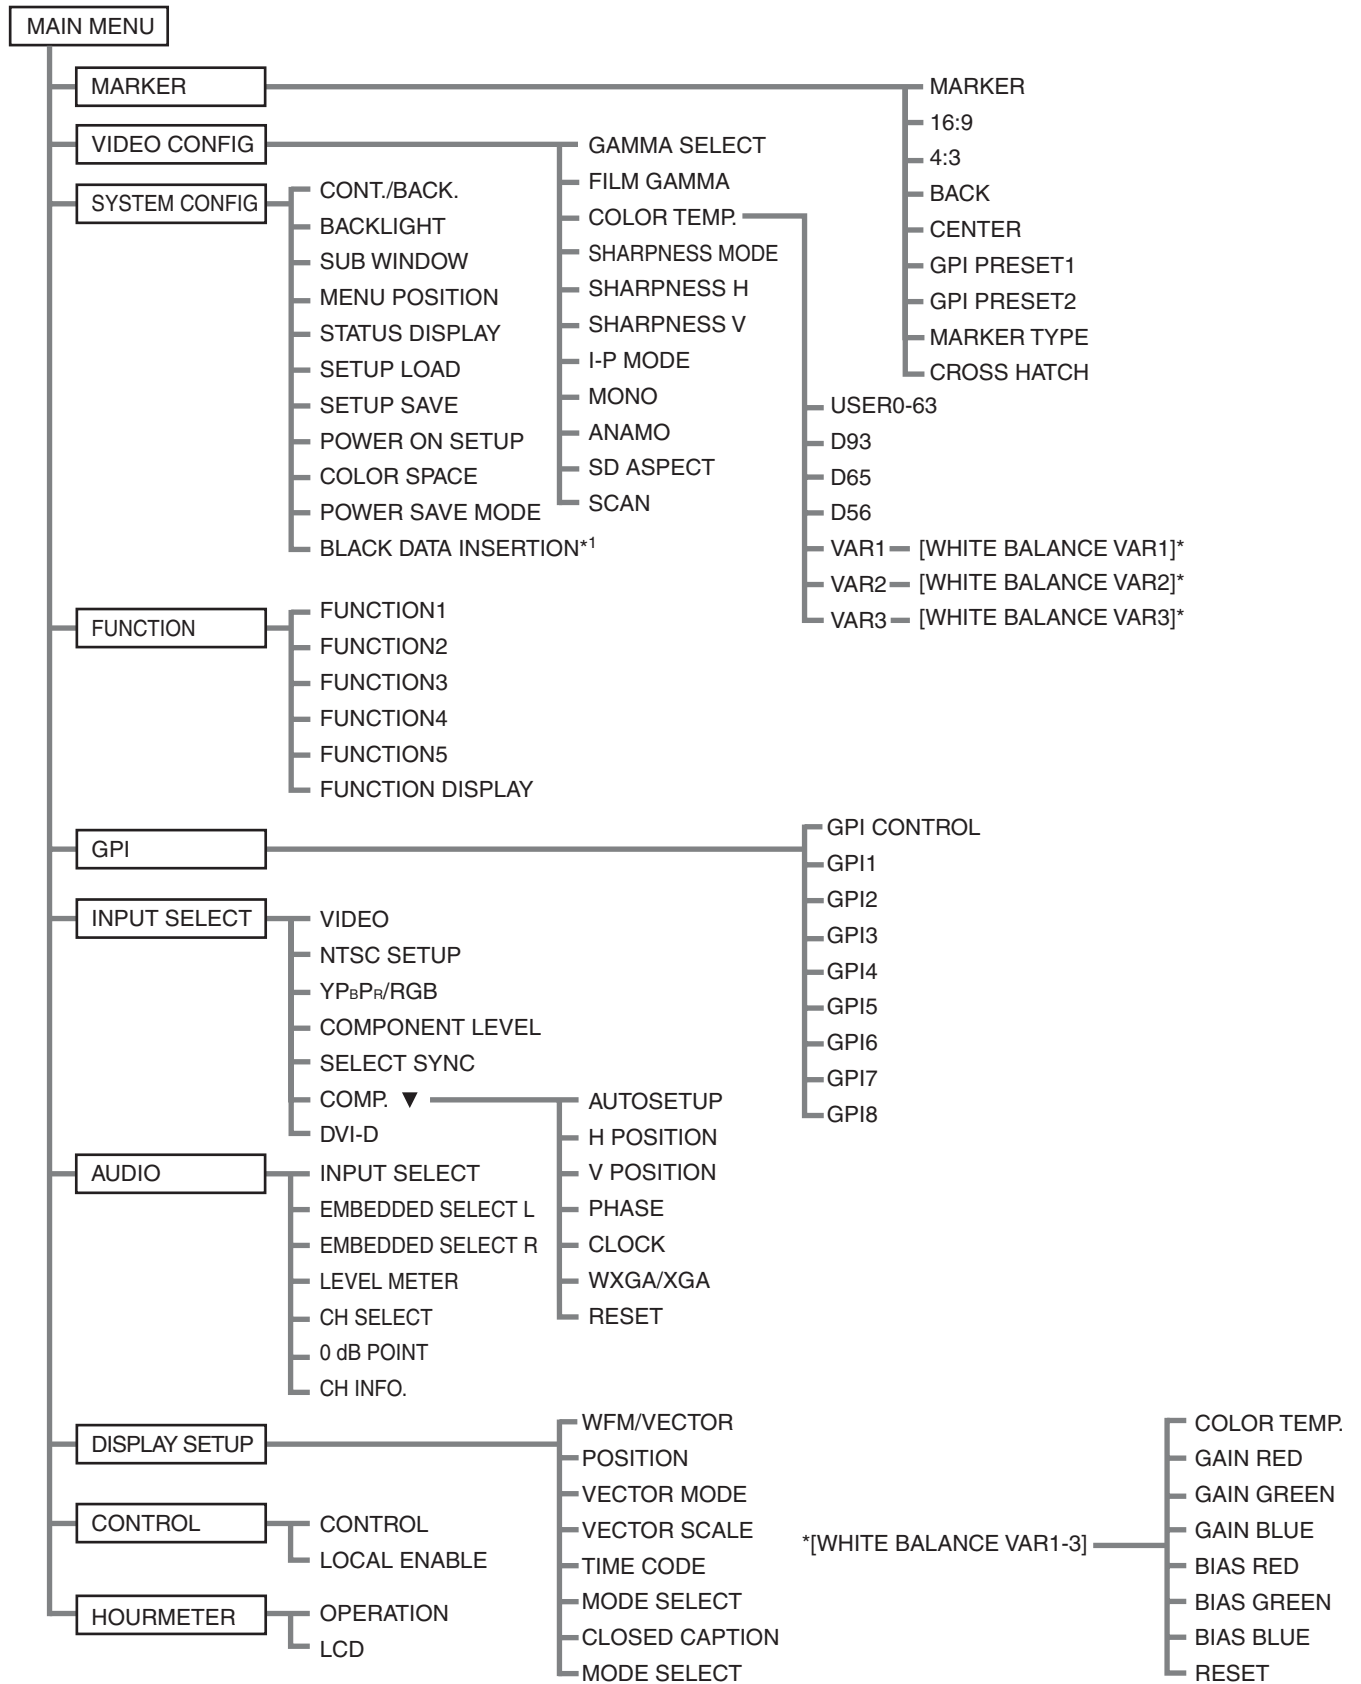 MAIN MENU
MARKER
MARKER
16:9
4:3
BACK
CENTER
GPI PRESET1
GPI PRESET2
MARKER TYPE
CROSS HATCH
VIDEO CONFIG
GAMMA SELECT
FILM GAMMA
COLOR TEMP.
USER0-63
D93
D65
D56
VAR1
[WHITE BALANCE VAR1]*
VAR2
[WHITE BALANCE VAR2]*
VAR3
[WHITE BALANCE VAR3]*
SHARPNESS MODE
SHARPNESS H
SHARPNESS V
I-P MODE
MONO
ANAMO
SD ASPECT
SCAN
SYSTEM CONFIG
CONT./BACK.
BACKLIGHT
SUB WINDOW
MENU POSITION
STATUS DISPLAY
SETUP LOAD
SETUP SAVE
POWER ON SETUP
COLOR SPACE
POWER SAVE MODE
BLACK DATA INSERTION*1
FUNCTION
FUNCTION1
FUNCTION2
FUNCTION3
FUNCTION4
FUNCTION5
FUNCTION DISPLAY
GPI
GPI CONTROL
GPI1
GPI2
GPI3
GPI4
GPI5
GPI6
GPI7
GPI8
INPUT SELECT
VIDEO
NTSC SETUP
YPBPR/RGB
COMPONENT LEVEL
SELECT SYNC
COMP. ▼
AUTOSETUP
H POSITION
V POSITION
PHASE
CLOCK
WXGA/XGA
RESET
DVI-D
AUDIO
INPUT SELECT
EMBEDDED SELECT L
EMBEDDED SELECT R
LEVEL METER
CH SELECT
0 dB POINT
CH INFO.
DISPLAY SETUP
WFM/VECTOR
POSITION
VECTOR MODE
VECTOR SCALE
TIME CODE
MODE SELECT
CLOSED CAPTION
MODE SELECT
CONTROL
CONTROL
LOCAL ENABLE
HOURMETER
OPERATION
LCD
*[WHITE BALANCE VAR1-3]
COLOR TEMP.
GAIN RED
GAIN GREEN
GAIN BLUE
BIAS RED
BIAS GREEN
BIAS BLUE
RESET